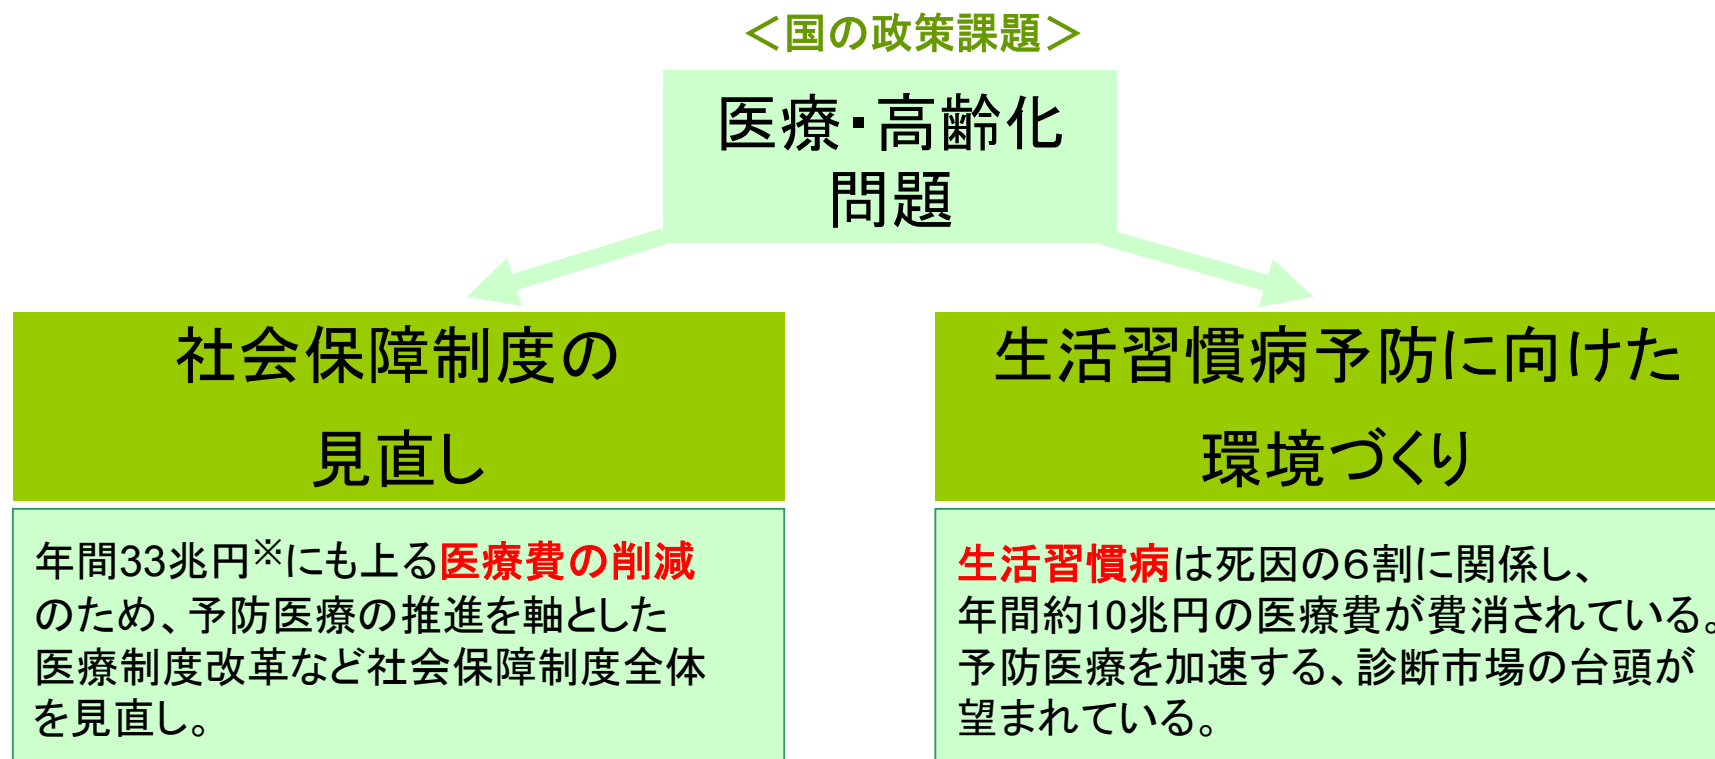 ＜国の政策課題＞
医療・高齢化
問題
社会保障制度の
見直し
年間33兆円※にも上る医療費の削減
のため、予防医療の推進を軸とした
医療制度改革など社会保障制度全体
を見直し。
生活習慣病予防に向けた
環境づくり
生活習慣病は死因の６割に関係し、
年間約10兆円の医療費が費消されている。
予防医療を加速する、診断市場の台頭が
望まれている。